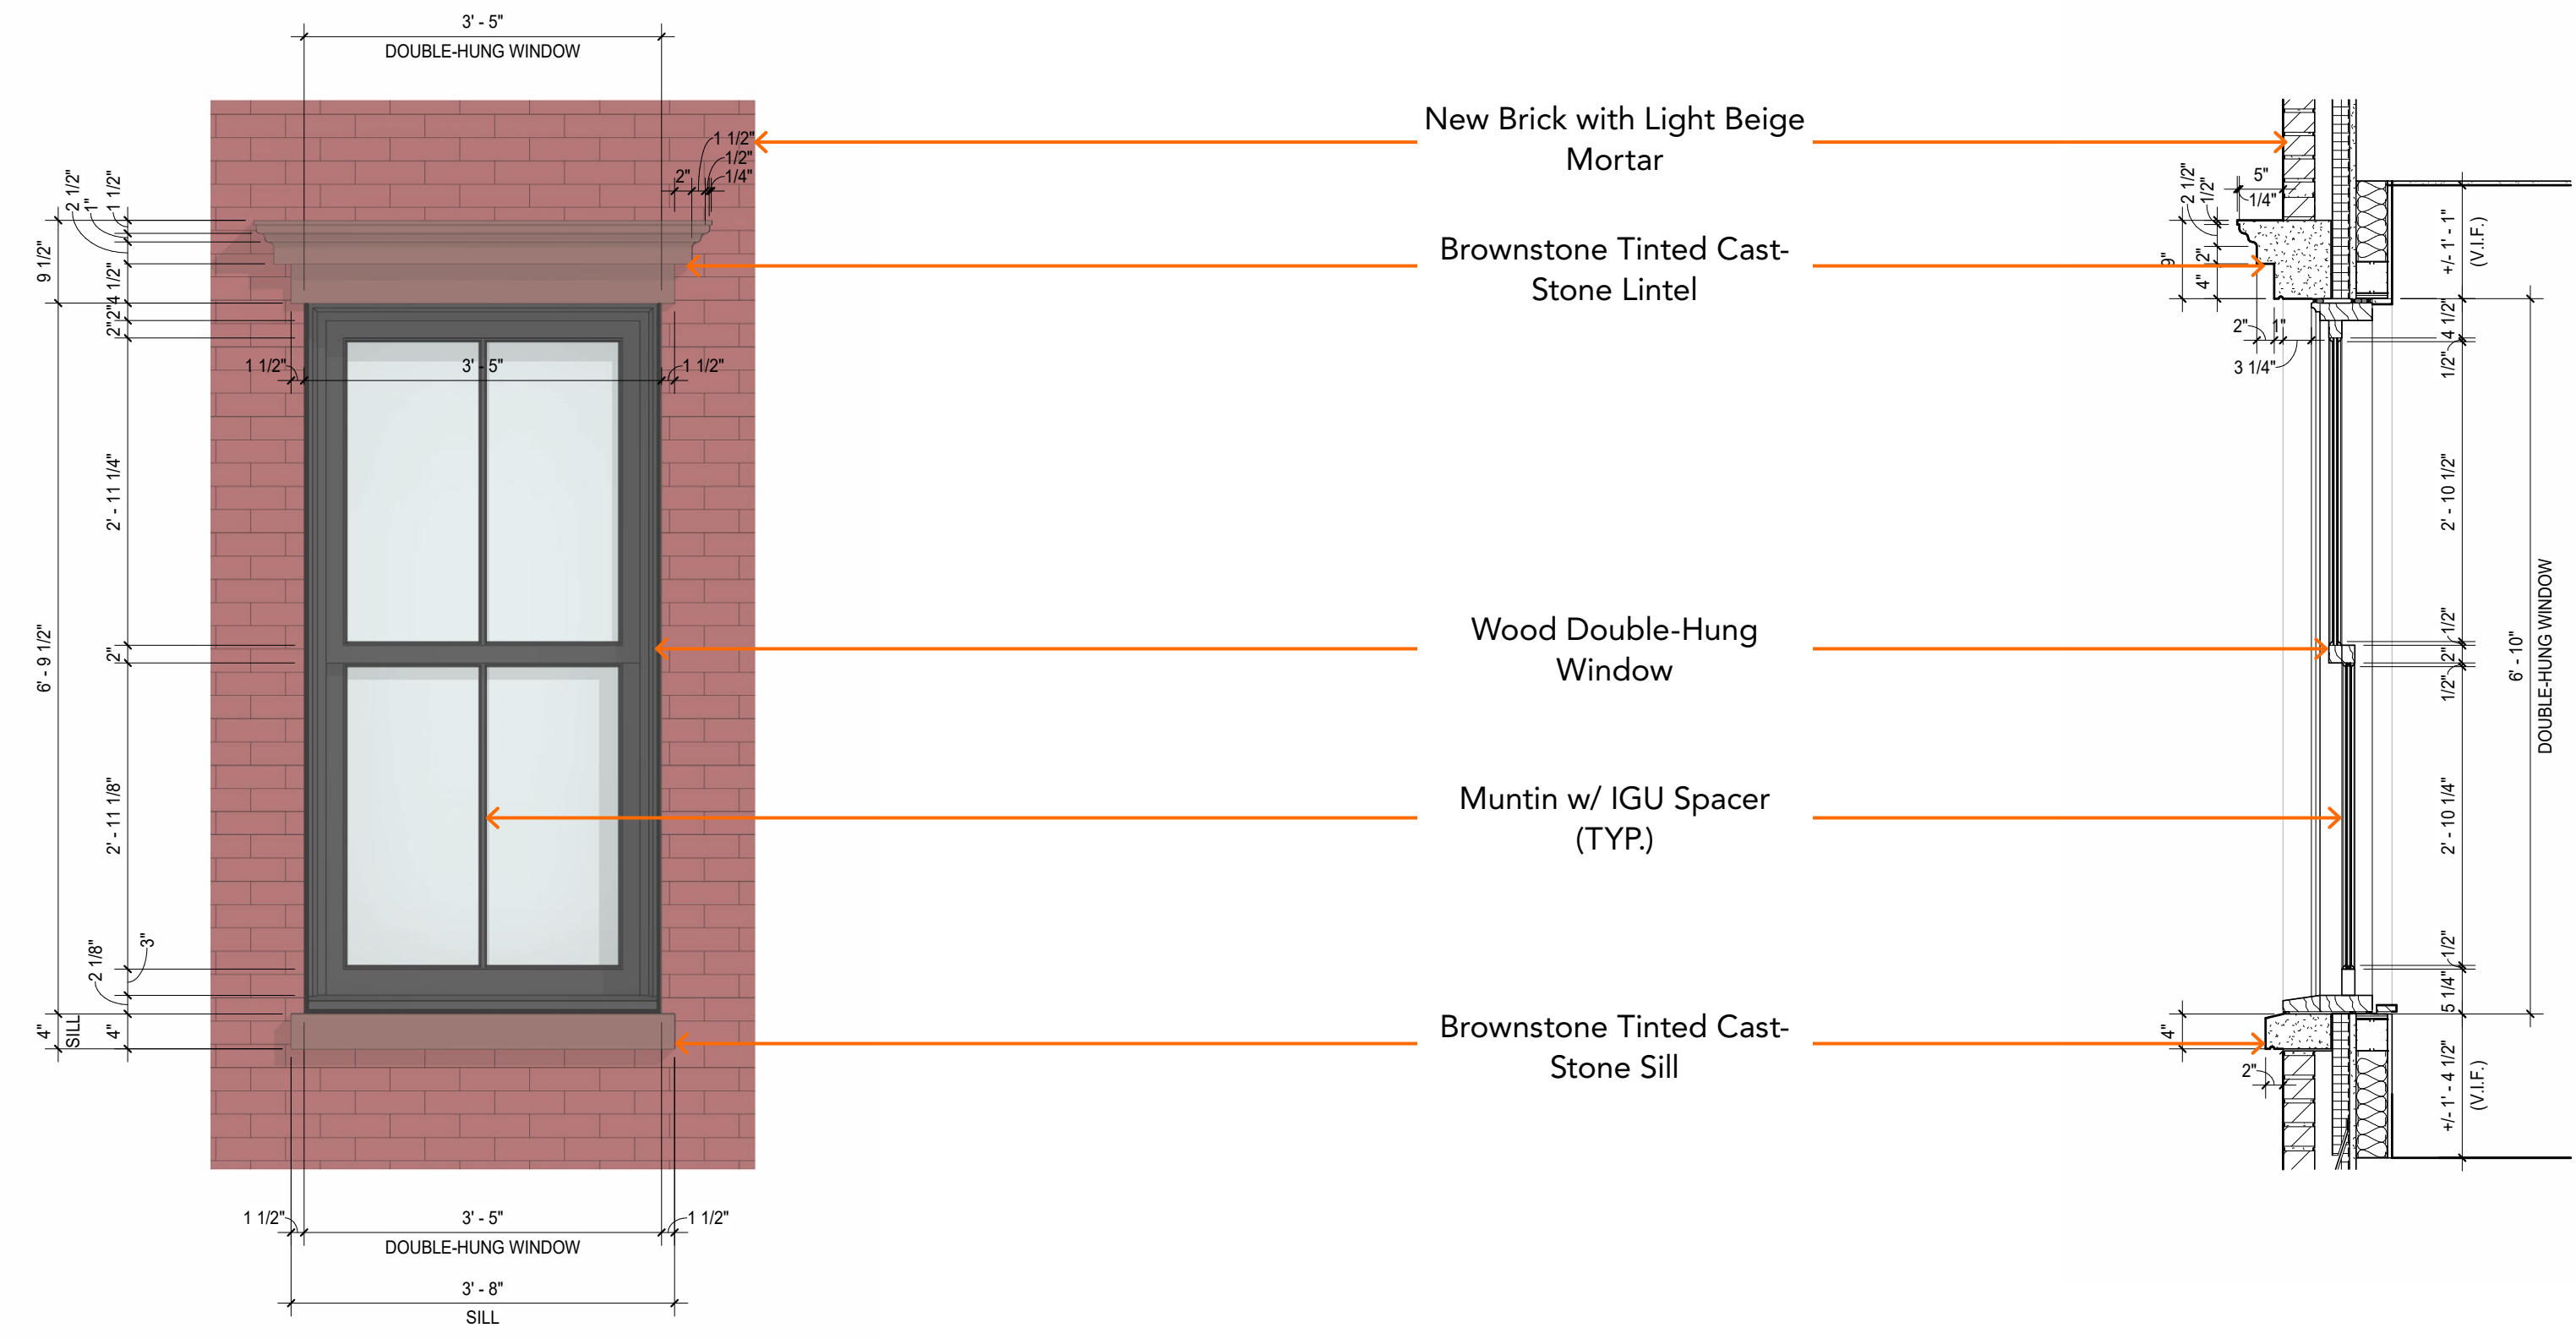 3' - 5"
DOUBLE-HUNG WINDOW
1 1/2"
1/2"
2"
1/4"
2 1/2"
1"
1 1/2"
9 1/2"
4 1/2"
2"
2"
1 1/2"
3' - 5"
1 1/2"
2' - 11 1/4"
6' - 9 1/2"
2"
2' - 11 1/8"
2 1/8"
3"
4"
SILL
4"
1 1/2"
3' - 5"
1 1/2"
DOUBLE-HUNG WINDOW
3' - 8"
SILL
New Brick with Light Beige
Mortar
Brownstone Tinted Cast-
Stone Lintel
Wood Double-Hung
Window
Muntin w/ IGU Spacer
(TYP.)
Brownstone Tinted Cast-
Stone Sill
2 1/2"
1/2"
5"
1/4"
9"
2"
4"
2"
1"
3 1/4"
+/- 1' - 1"
(V.I.F.)
4 1/2"
1/2"
2' - 10 1/2"
1/2"
2"
1/2"
6' - 10"
DOUBLE-HUNG WINDOW
2' - 10 1/4"
1/2"
5 1/4"
4"
2"
+/- 1' - 4 1/2"
(V.I.F.)